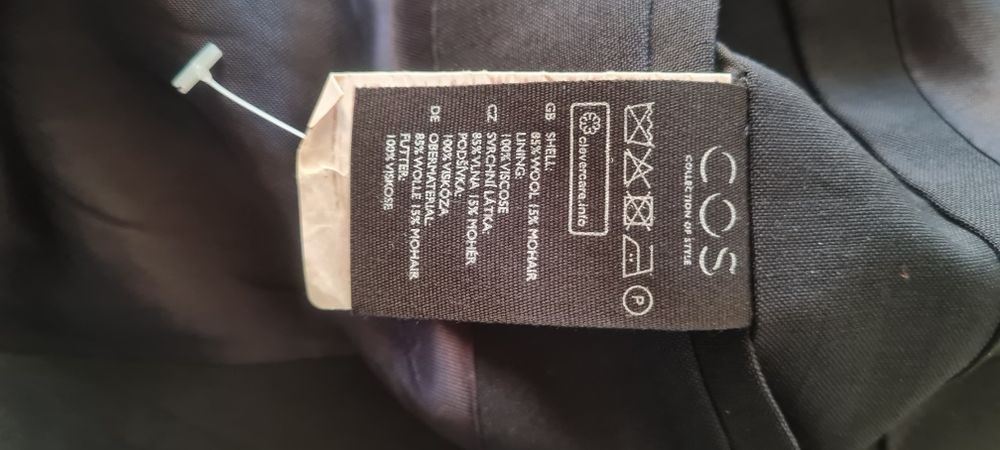 COS
COLLECTION OF STYLE
P
clevercare.info
GB SHELL:
85% WOOL 15% MOHAIR
LINING:
100% VISCOSE
CZ SVRCHNÍ LÁTKA:
85% VLNA 15% MOHÉR
PODŠÍVKA:
100% VISKÓZA
DE OBERMATERIAL:
85% WOLLE 15% MOHAIR
FUTTER:
100% VISKOSE